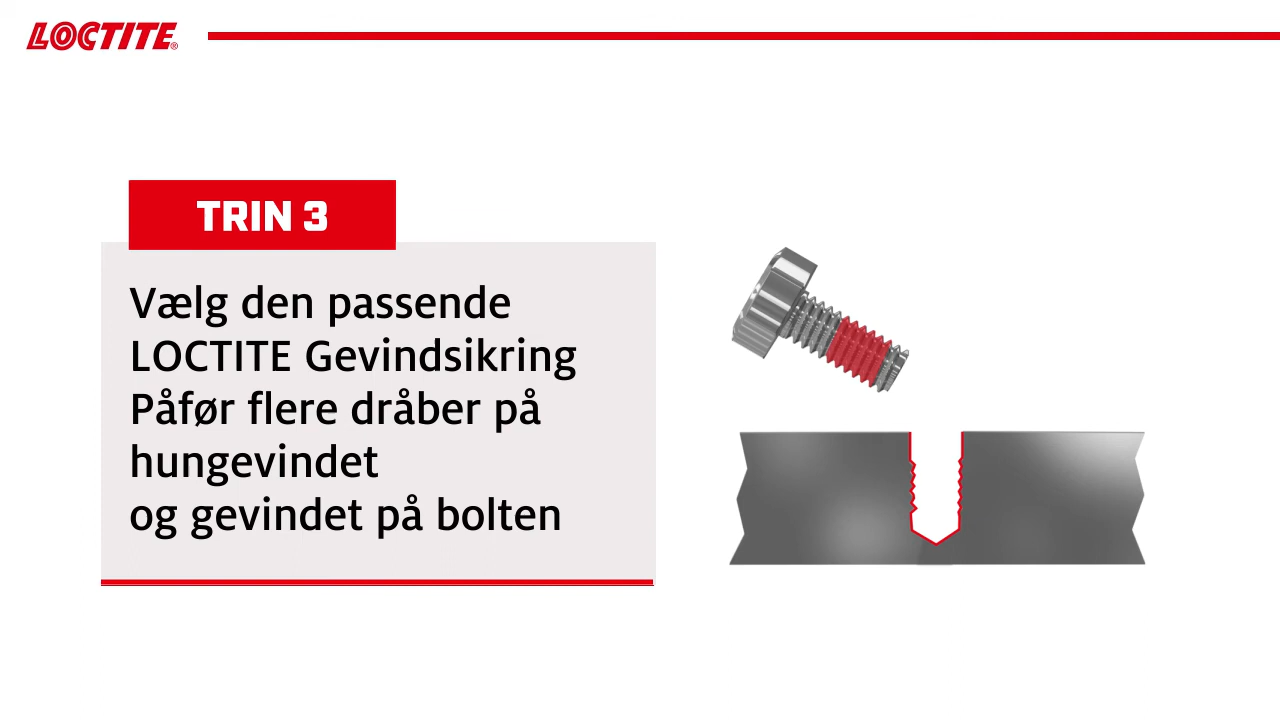 LOCTITE®
TRIN 3
Vælg den passende
LOCTITE Gevindsikring
Påfør flere dråber på
hungevindet
og gevindet på bolten